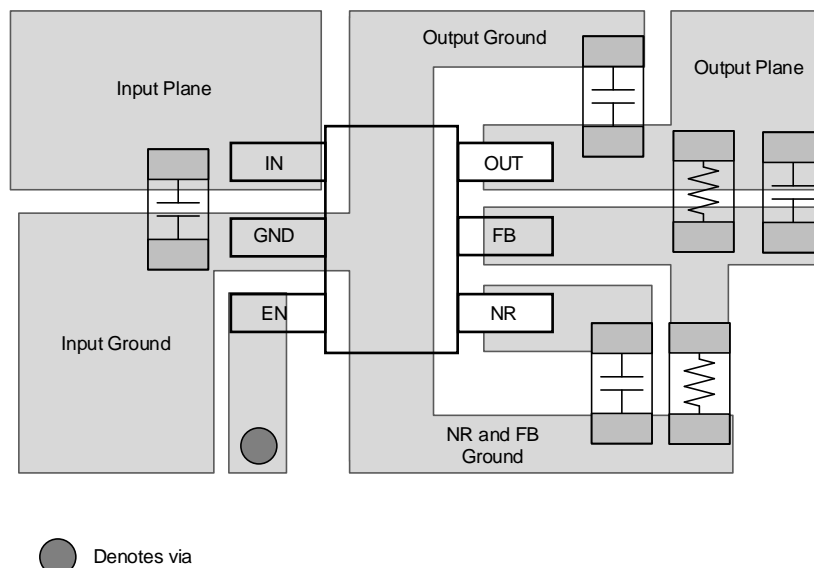 Output Ground
Input Plane
Output Plane
IN
OUT
GND
FB
EN
NR
Input Ground
NR and FB
Ground
Denotes via